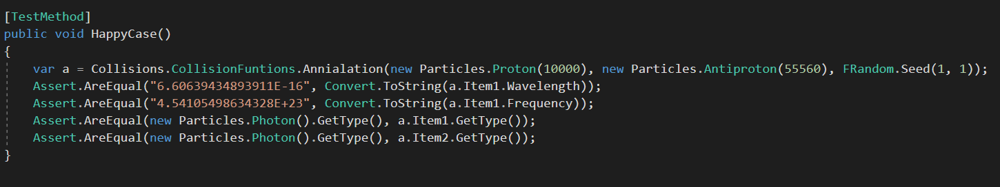 [TestMethod]
public void HappyCase()
{
var a = Collisions.CollisionFuntions.Annialation(new Particles.Proton(10000), new Particles.Antiproton(55560), FRandom.Seed(1, 1));
Assert.AreEqual("6.60639434893911E-16", Convert.ToString(a.Item1.Wavelength));
Assert.AreEqual("4.54105498634328E+23", Convert.ToString(a.Item1.Frequency));
Assert.AreEqual(new Particles.Photon().GetType(), a.Item1.GetType());
Assert.AreEqual(new Particles.Photon().GetType(), a.Item2.GetType());
}